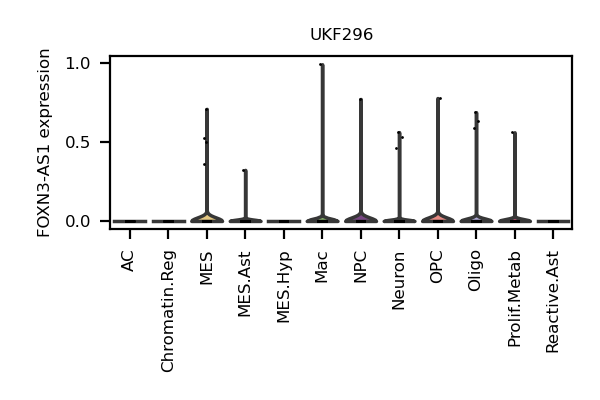 UKF296
FOXN3-AS1 expression
1.0
0.5
0.0
AC
Chromatin.Reg
MES
MES.Ast
MES.Hyp
Mac
NPC
Neuron
OPC
Oligo
Prolif.Metab
Reactive.Ast